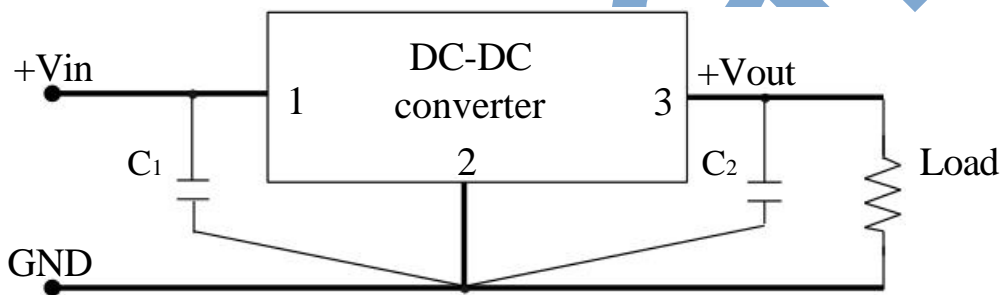 +Vin
DC-DC
converter
+Vout
1
3
2
C1
C2
Load
GND